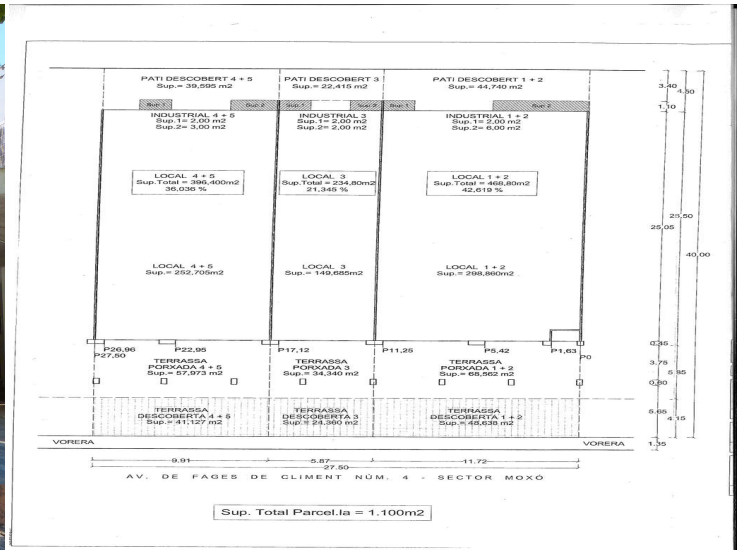 PATI DESCOBERT 4 + 5
Sup.= 39,595 m2
PATI DESCOBERT 3
Sup.= 22,415 m2
PATI DESCOBERT 1 + 2
Sup.= 44,740 m2
Sup 1
Sup 2
Sup 1
Sup 2
Sup 1
Sup 2
INDUSTRIAL 4 + 5
Sup.1= 2,00 m2
Sup.2= 3,00 m2
INDUSTRIAL 3
Sup.1= 2,00 m2
Sup.2= 2,00 m2
INDUSTRIAL 1 + 2
Sup.1= 2,00 m2
Sup.2= 6,00 m2
LOCAL 4 + 5
Sup.Total = 396,400m2
36,036 %
LOCAL 3
Sup.Total = 234,80m2
21,345 %
LOCAL 1 + 2
Sup.Total = 468,80m2
42,619 %
LOCAL 4 + 5
Sup.= 252,705m2
LOCAL 3
Sup.= 149,685m2
LOCAL 1 + 2
Sup.= 298,860m2
P26,96
P27,50
P22,95
P17,12
P11,25
P5,42
P1,63
P0
TERRASSA
PORXADA 4 + 5
Sup.= 57,973 m2
TERRASSA
PORXADA 3
Sup.= 34,340 m2
TERRASSA
PORXADA 1 + 2
Sup.= 68,562 m2
TERRASSA
DESCOBERTA 4 + 5
Sup.= 41,127 m2
TERRASSA
DESCOBERTA 3
Sup.= 24,360 m2
TERRASSA
DESCOBERTA 1 + 2
Sup.= 48,638 m2
VORERA
VORERA
3,40
4,50
1,10
25,50
25,05
40,00
0,45
3,75
0,60
5,65
4,15
1,35
9.91
5.87
11.72
27.50
AV. DE FAGES DE CLIMENT NÚM. 4 - SECTOR MOXÓ
Sup. Total Parcel.la = 1.100m2